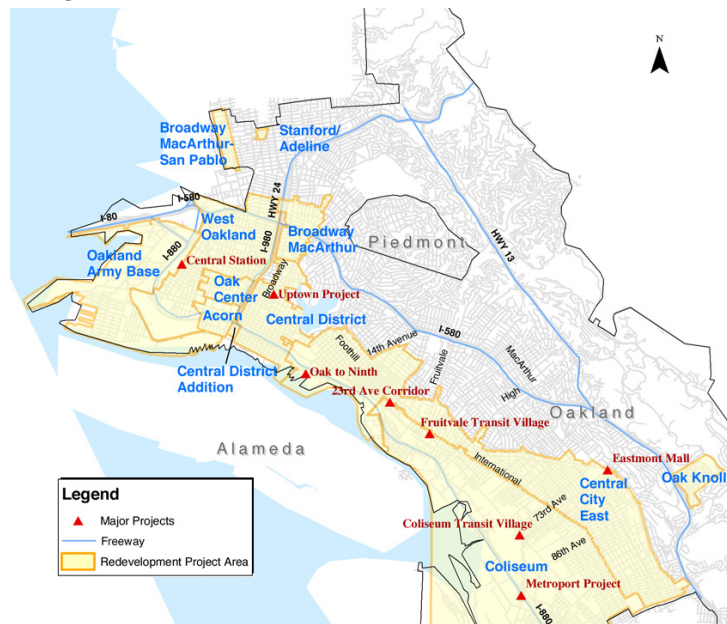 N
Broadway
MacArthur-
San Pablo
Stanford/
Adeline
HWY 24
I-580
I-80
West
Oakland
I-980
Broadway
MacArthur
Piedmont
HWY 13
Oakland
Army Base
I-880
Central Station
Oak
Center
Broadway
Uptown Project
Acorn
Central District
I-580
Foothill
14th Avenue
Central District
Addition
Oak to Ninth
Fruitvale
MacArthur
High
23rd Ave Corridor
Oakland
Fruitvale Transit Village
Alameda
International
Eastmont Mall
Oak Knoll
Central
City
East
Legend
Major Projects
Freeway
Redevelopment Project Area
73rd Ave
Coliseum Transit Village
86th Ave
Coliseum
Metroport Project
I-880